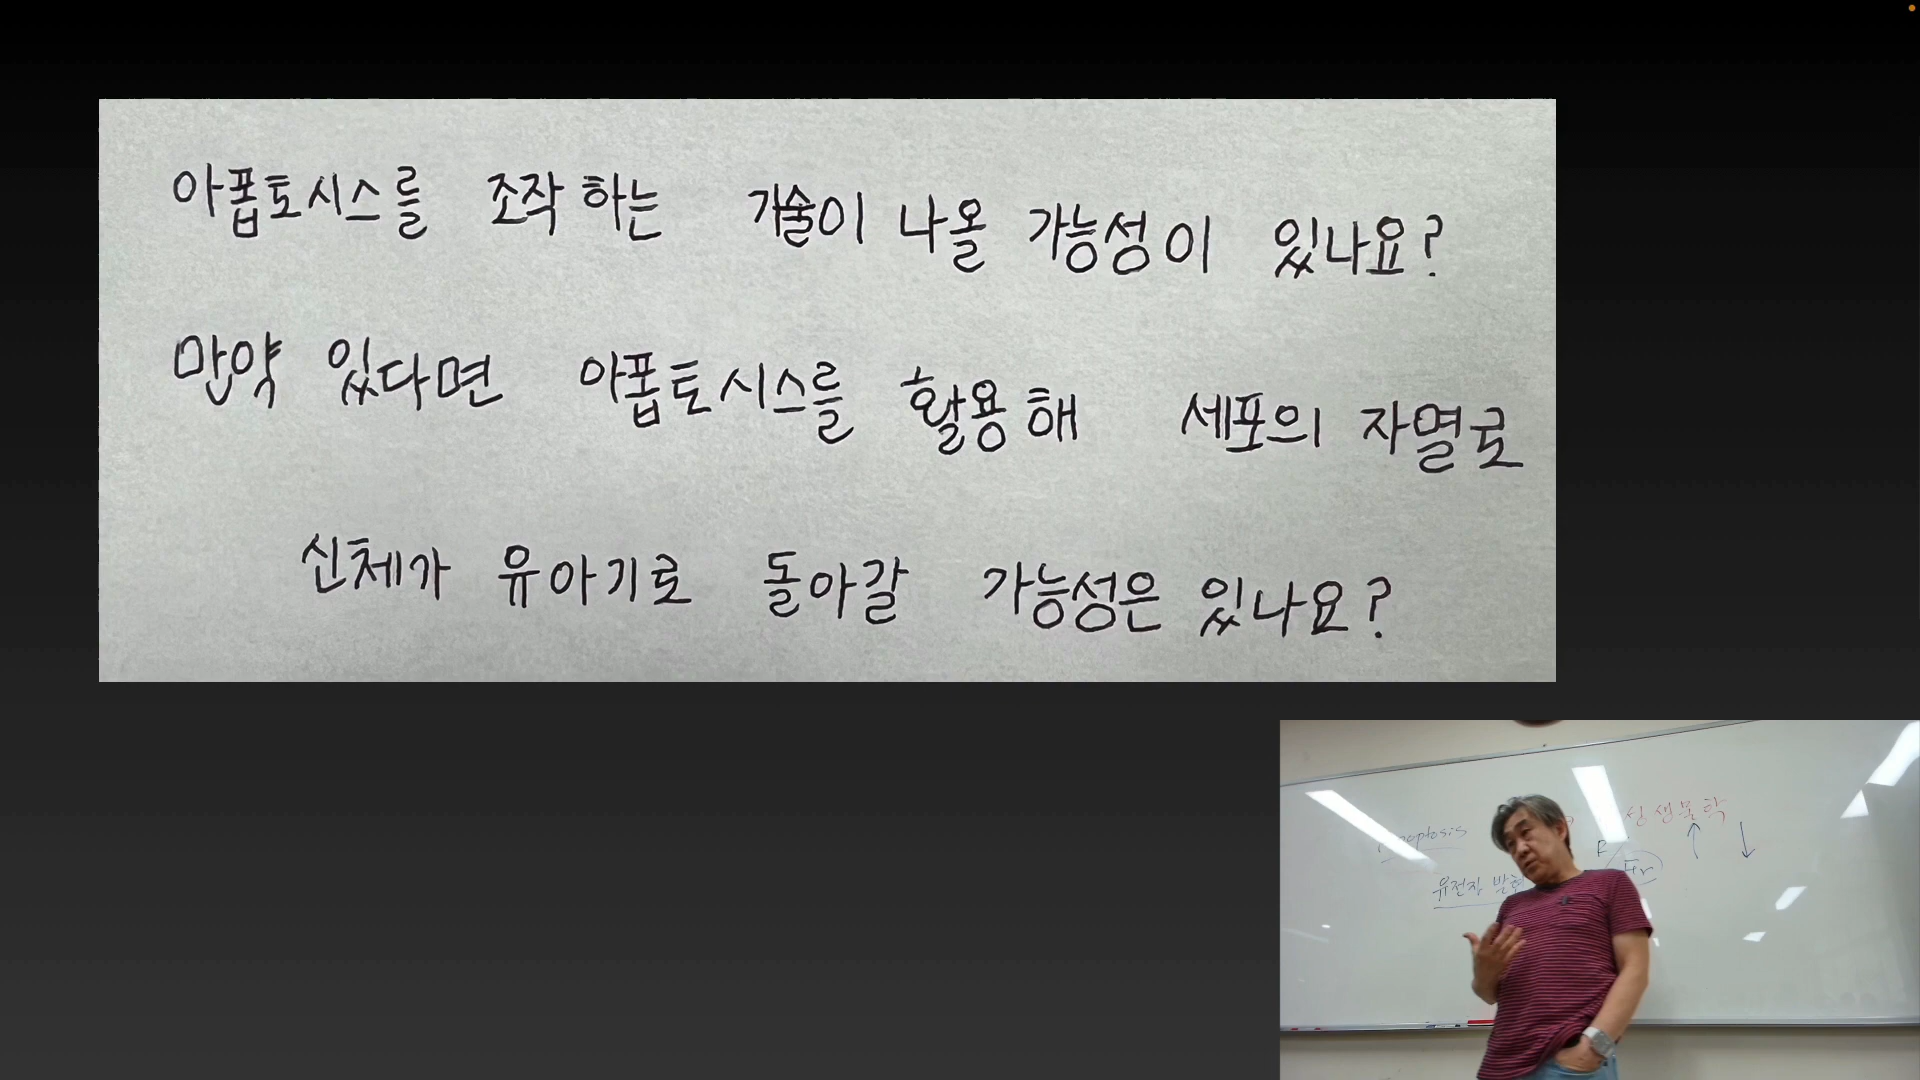 아폽토시스를 조작하는 기술이 나올 가능성이 있나요?
만약 있다면 아폽토시스를 활용해 세포의 자멸로
신체가 유아기로 돌아갈 가능성은 있나요?
생물학
유전자